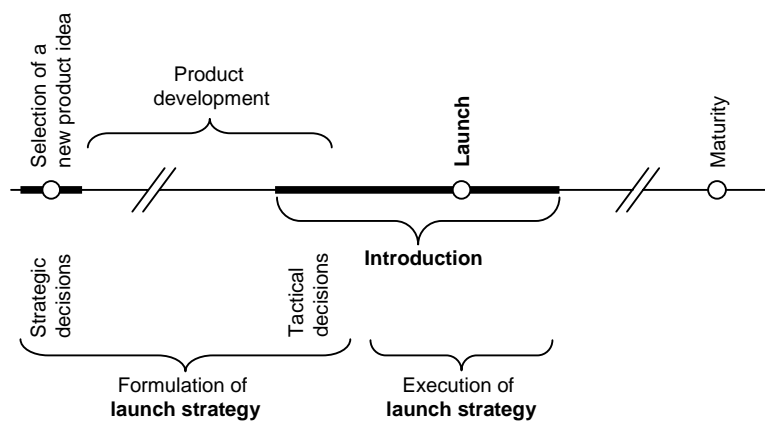 Selection of a
new product idea
Product
development
Launch
Maturity
Introduction
Strategic
decisions
Tactical
decisions
Formulation of
launch strategy
Execution of
launch strategy